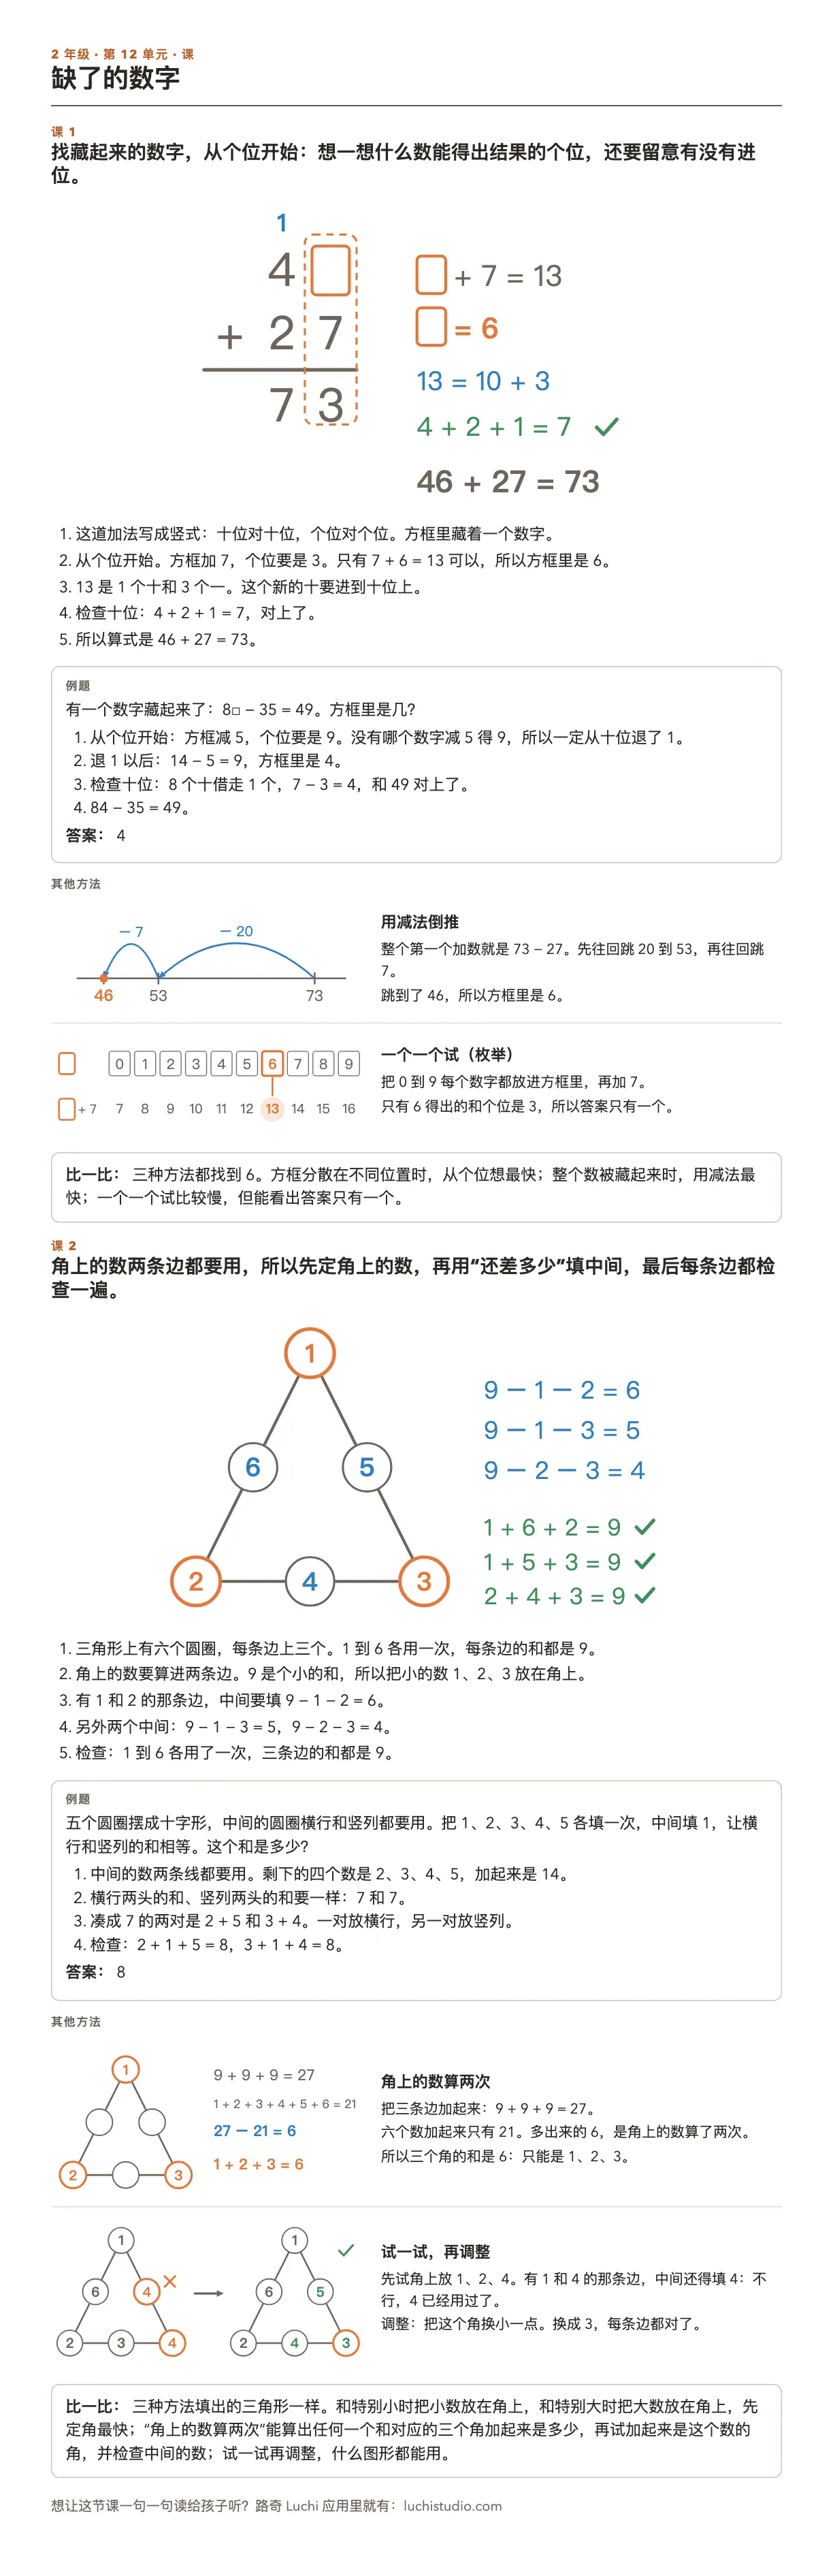 2 年级 · 第 12 单元 · 课
缺了的数字
课 1
找藏起来的数字，从个位开始：想一想什么数能得出结果的个位，还要留意有没有进
位。
1
4
+ 2 7
7 3
+ 7 = 13
= 6
13 = 10 + 3
4 + 2 + 1 = 7 ✓
46 + 27 = 73
1. 这道加法写成竖式：十位对十位，个位对个位。方框里藏着一个数字。
2. 从个位开始。方框加 7，个位要是 3。只有 7 + 6 = 13 可以，所以方框里是 6。
3. 13 是 1 个十和 3 个一。这个新的十要进到十位上。
4. 检查十位：4 + 2 + 1 = 7，对上了。
5. 所以算式是 46 + 27 = 73。
例题
有一个数字藏起来了：8□ − 35 = 49。方框里是几？
1. 从个位开始：方框减 5，个位要是 9。没有哪个数字减 5 得 9，所以一定从十位退了 1。
2. 退 1 以后：14 − 5 = 9，方框里是 4。
3. 检查十位：8 个十借走 1 个，7 − 3 = 4，和 49 对上了。
4. 84 − 35 = 49。
答案： 4
其他方法
− 7 − 20
46 53 73
用减法倒推
整个第一个加数就是 73 − 27。先往回跳 20 到 53，再往回跳
7。
跳到了 46，所以方框里是 6。
0 1 2 3 4 5 6 7 8 9
+ 7 7 8 9 10 11 12 13 14 15 16
一个一个试（枚举）
把 0 到 9 每个数字都放进方框里，再加 7。
只有 6 得出的和个位是 3，所以答案只有一个。
比一比： 三种方法都找到 6。方框分散在不同位置时，从个位想最快；整个数被藏起来时，用减法最
快；一个一个试比较慢，但能看出答案只有一个。
课 2
角上的数两条边都要用，所以先定角上的数，再用“还差多少”填中间，最后每条边都检
查一遍。
1
6 5
2 4 3
9 − 1 − 2 = 6
9 − 1 − 3 = 5
9 − 2 − 3 = 4
1 + 6 + 2 = 9 ✓
1 + 5 + 3 = 9 ✓
2 + 4 + 3 = 9 ✓
1. 三角形上有六个圆圈，每条边上三个。1 到 6 各用一次，每条边的和都是 9。
2. 角上的数要算进两条边。9 是个小的和，所以把小的数 1、2、3 放在角上。
3. 有 1 和 2 的那条边，中间要填 9 − 1 − 2 = 6。
4. 另外两个中间：9 − 1 − 3 = 5，9 − 2 − 3 = 4。
5. 检查：1 到 6 各用了一次，三条边的和都是 9。
例题
五个圆圈摆成十字形，中间的圆圈横行和竖列都要用。把 1、2、3、4、5 各填一次，中间填 1，让横
行和竖列的和相等。这个和是多少？
1. 中间的数两条线都要用。剩下的四个数是 2、3、4、5，加起来是 14。
2. 横行两头的和、竖列两头的和要一样：7 和 7。
3. 凑成 7 的两对是 2 + 5 和 3 + 4。一对放横行，另一对放竖列。
4. 检查：2 + 1 + 5 = 8，3 + 1 + 4 = 8。
答案： 8
其他方法
1
2 3
9 + 9 + 9 = 27
1 + 2 + 3 + 4 + 5 + 6 = 21
27 − 21 = 6
1 + 2 + 3 = 6
角上的数算两次
把三条边加起来：9 + 9 + 9 = 27。
六个数加起来只有 21。多出来的 6，是角上的数算了两次。
所以三个角的和是 6：只能是 1、2、3。
1
6 4 ✕
2 3 4
1 ✓
6 5
2 4 3
试一试，再调整
先试角上放 1、2、4。有 1 和 4 的那条边，中间还得填 4：不
行，4 已经用过了。
调整：把这个角换小一点。换成 3，每条边都对了。
比一比： 三种方法填出的三角形一样。和特别小时把小数放在角上，和特别大时把大数放在角上，先
定角最快；“角上的数算两次”能算出任何一个和对应的三个角加起来是多少，再试加起来是这个数的
角，并检查中间的数；试一试再调整，什么图形都能用。
想让这节课一句一句读给孩子听？路奇 Luchi 应用里就有：luchistudio.com